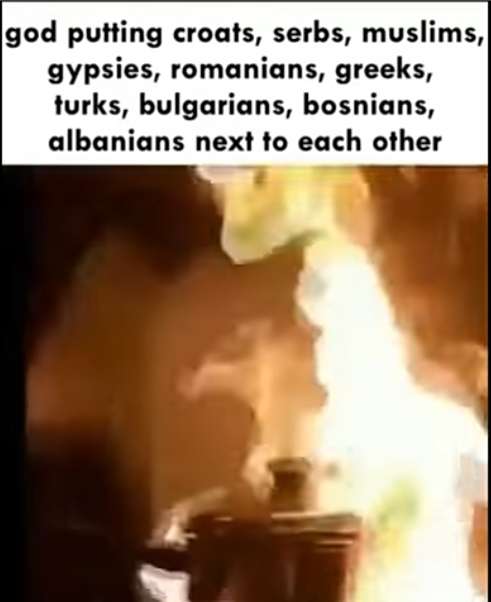 god putting croats, serbs, muslims,
gypsies, romanians, greeks,
turks, bulgarians, bosnians,
albanians next to each other